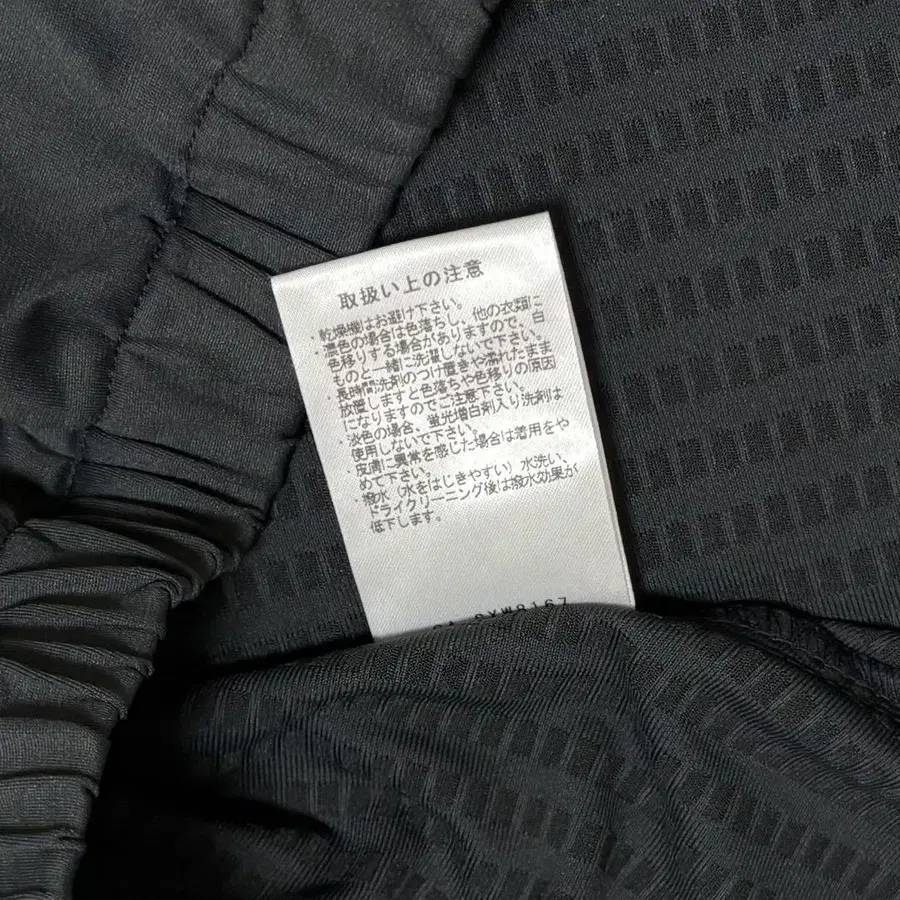 取扱い上の注意
・乾燥機はお避け下さい。
・濃色の場合は色落ちし、他の衣類に
色移りする場合がありますので、白
ものと一緒に洗濯しないで下さい。
・長時間洗剤のつけ置きや濡れたまま
放置しますと色落ちや色移りの原因
になりますのでご注意下さい。
・淡色の場合、蛍光増白剤入り洗剤は
使用しないで下さい。
・皮膚に異常を感じた場合は着用をや
めて下さい。
・撥水（水をはじきやすい）水洗い、
ドライクリーニング後は撥水効果が
低下します。